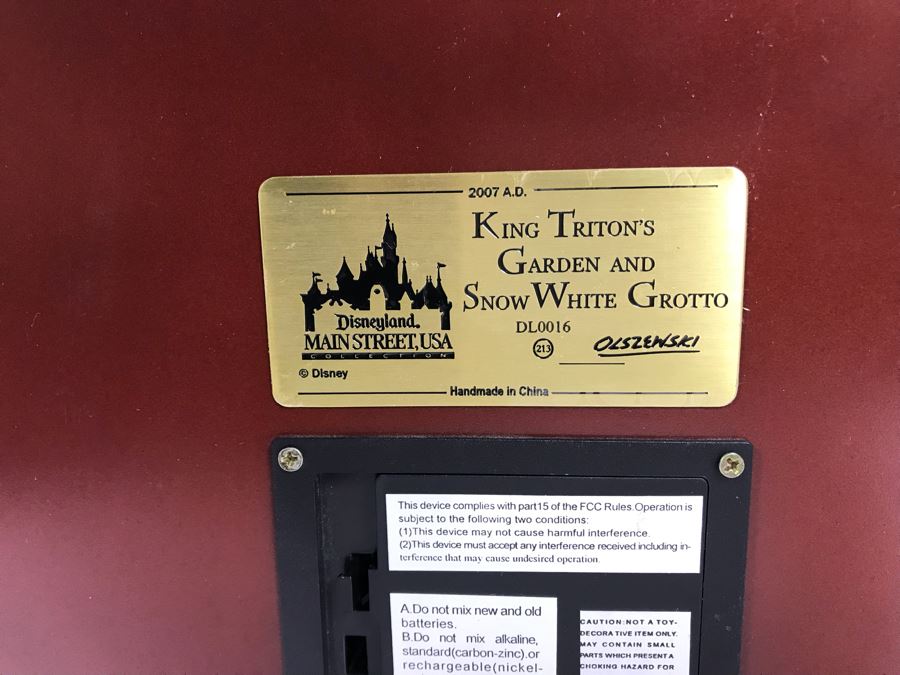 2007 A.D.
KING TRITON'S
GARDEN AND
SNOW WHITE GROTTO
DL0016
213
OLSZEWSKI
Disneyland®
MAIN STREET, USA
COLLECTION
© Disney
Handmade in China
This device complies with part15 of the FCC Rules.Operation is
subject to the following two conditions:
(1)This device may not cause harmful interference.
(2)This device must accept any interference received including in-
terference that may cause undesired operation.
A.Do not mix new and old
batteries.
B.Do not mix alkaline,
standard(carbon-zinc).or
rechargeable(nickel-
CAUTION:NOT A TOY-
DECORA TIVE ITEM ONLY.
MAY CONTAIN SMALL
PARTS WHICH PRESENT A
CHOKING HAZARD FOR